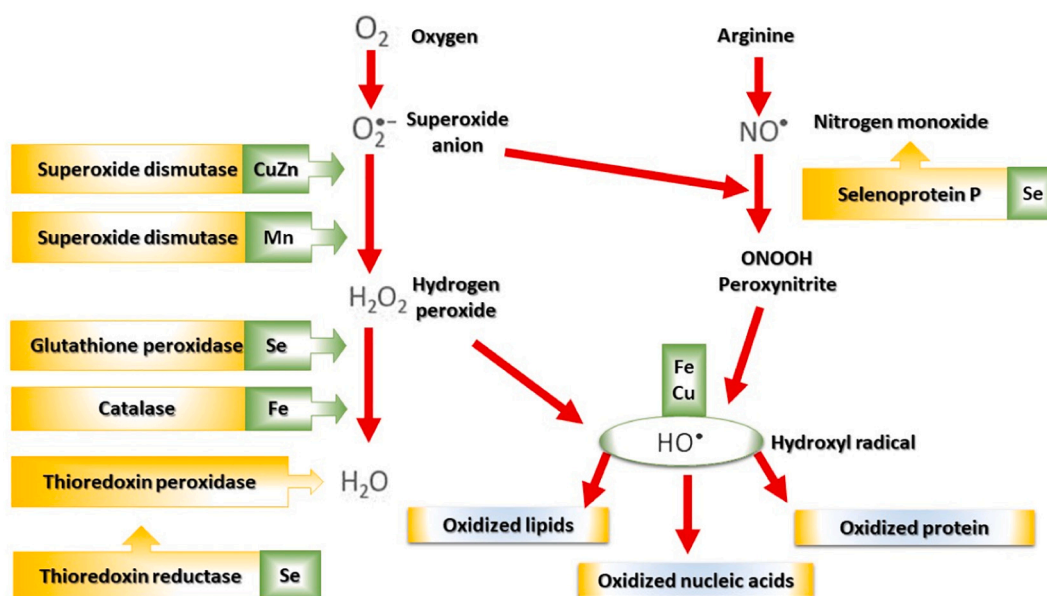 O₂ Oxygen
Arginine
O₂•− Superoxide
anion
NO• Nitrogen monoxide
Superoxide dismutase CuZn
Selenoprotein P Se
Superoxide dismutase Mn
ONOOH
Peroxynitrite
H₂O₂ Hydrogen
peroxide
Glutathione peroxidase Se
Fe
Cu
Catalase Fe
HO• Hydroxyl radical
Thioredoxin peroxidase
H₂O
Oxidized lipids
Oxidized protein
Thioredoxin reductase Se
Oxidized nucleic acids